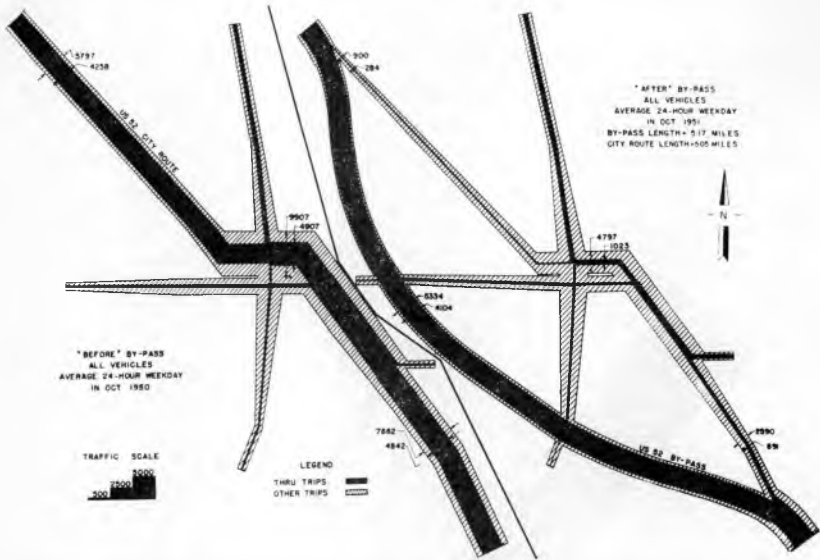 5797
4258
US 52 CITY ROUTE
9907
4907
"BEFORE" BY-PASS
ALL VEHICLES
AVERAGE 24-HOUR WEEKDAY
IN OCT 1950
TRAFFIC SCALE
500
2500
5000
LEGEND
THRU TRIPS
OTHER TRIPS
7882
4842
900
284
"AFTER" BY-PASS
ALL VEHICLES
AVERAGE 24-HOUR WEEKDAY
IN OCT 1951
BY-PASS LENGTH = 5.17 MILES
CITY ROUTE LENGTH = 6.05 MILES
N
4797
1023
4104
US 52 BY-PASS